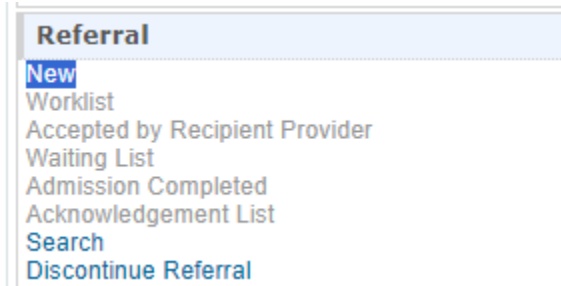 Referral
New
Worklist
Accepted by Recipient Provider
Waiting List
Admission Completed
Acknowledgement List
Search
Discontinue Referral